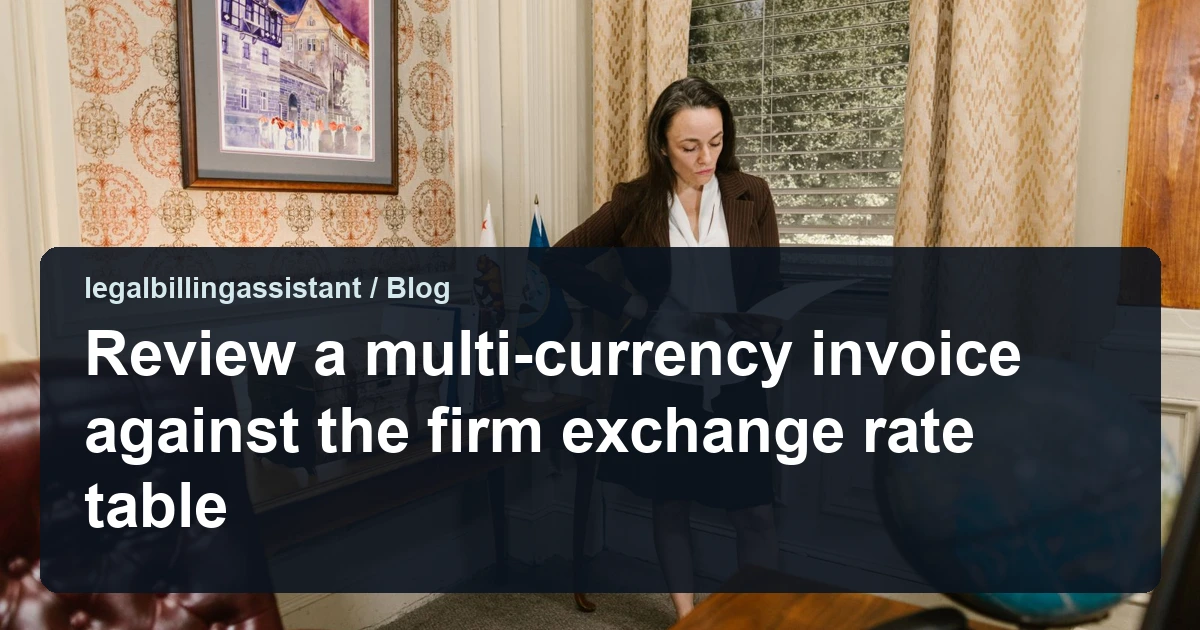 legalbillingassistant / Blog
Review a multi-currency invoice
against the firm exchange rate
table